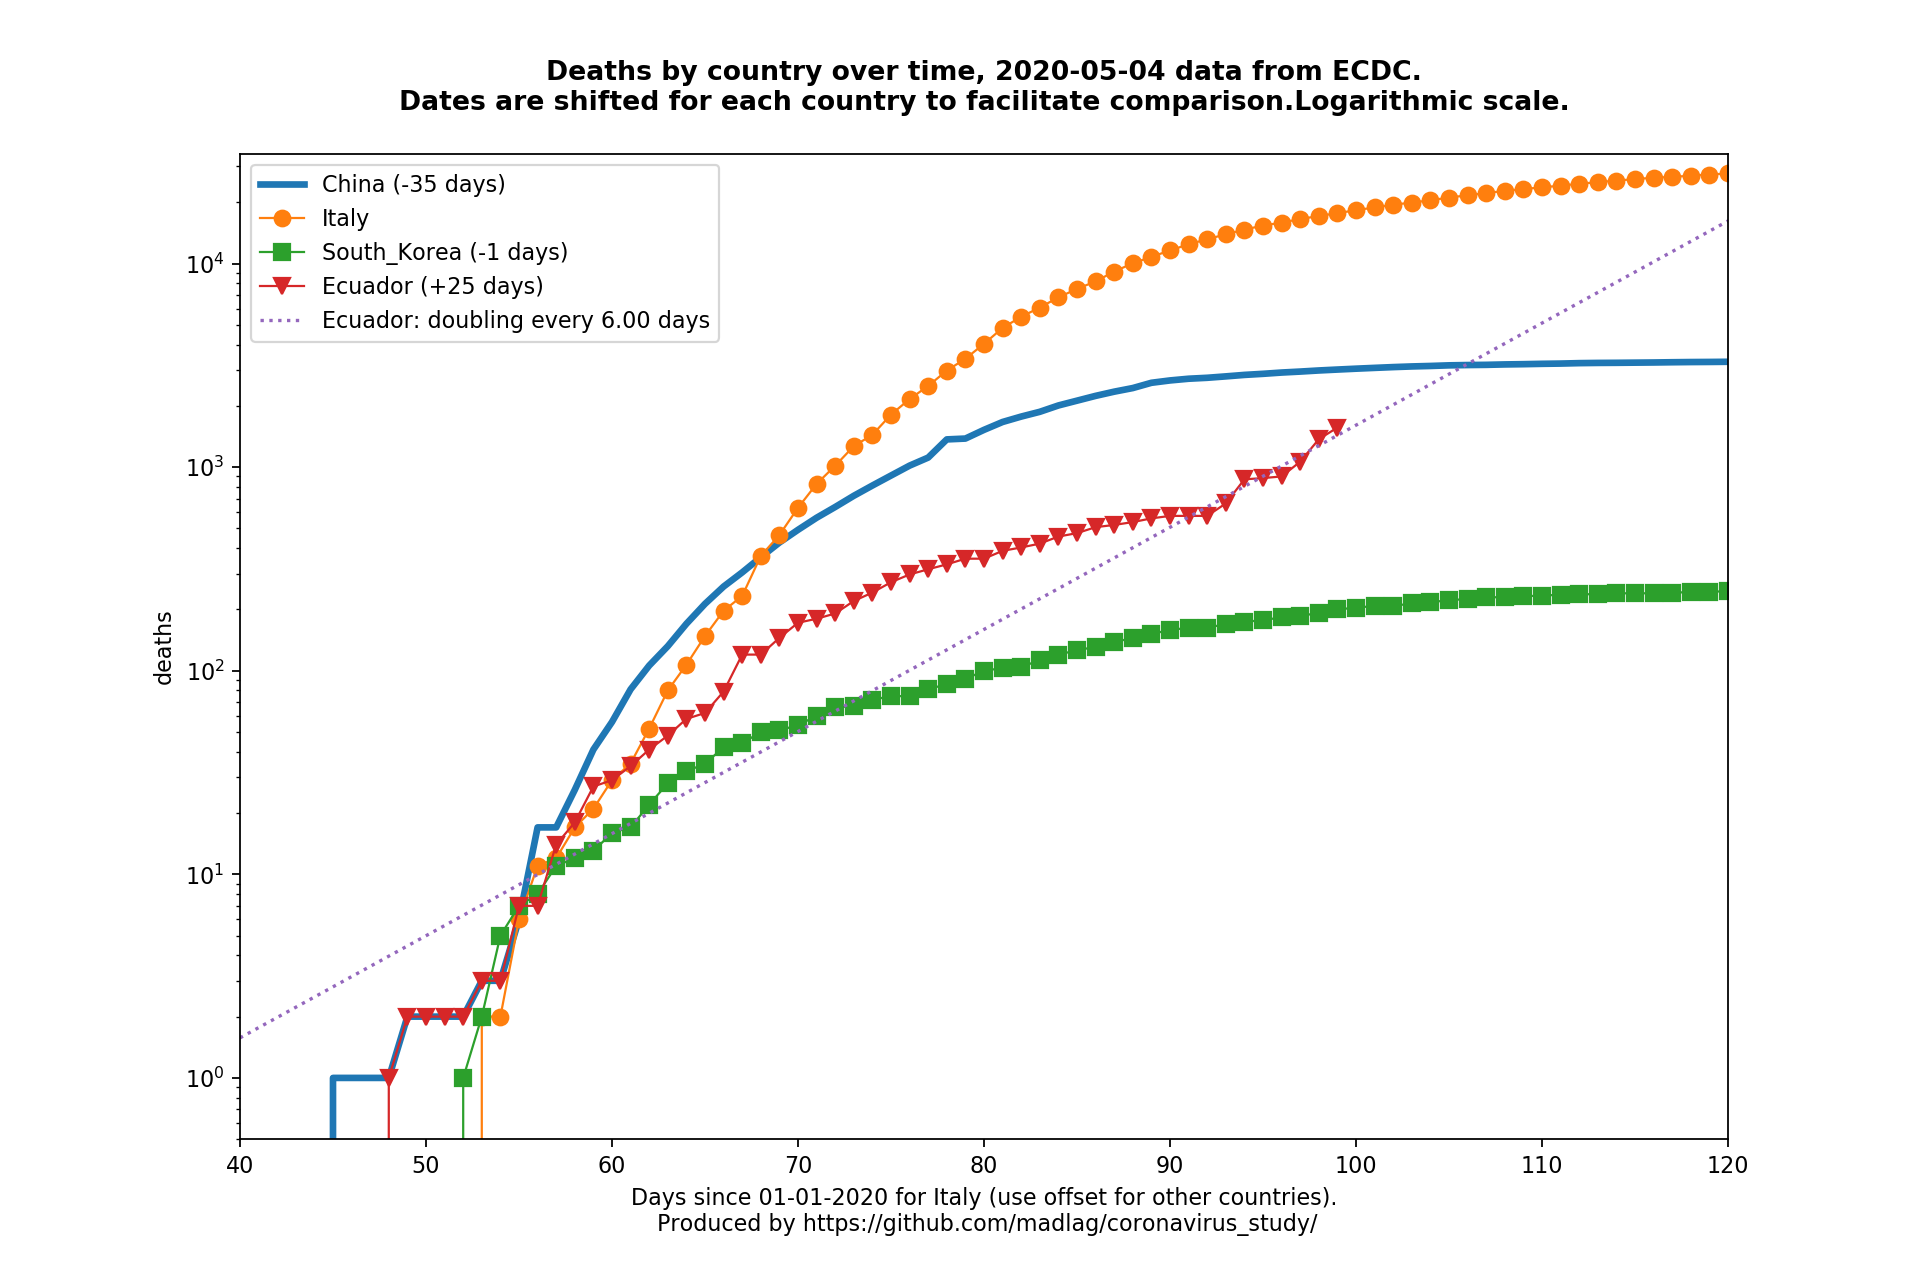 Deaths by country over time, 2020-05-04 data from ECDC.
Dates are shifted for each country to facilitate comparison.Logarithmic scale.
China (-35 days)
Italy
South_Korea (-1 days)
Ecuador (+25 days)
Ecuador: doubling every 6.00 days
deaths
10⁴
10³
10²
10¹
10⁰
40 50 60 70 80 90 100 110 120
Days since 01-01-2020 for Italy (use offset for other countries).
Produced by https://github.com/madlag/coronavirus_study/